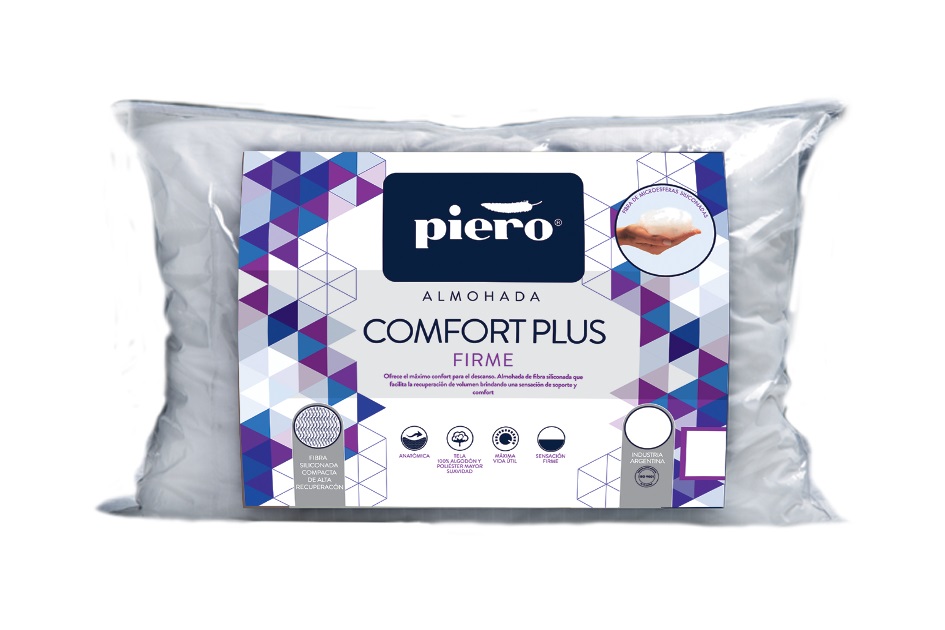 piero®
FIBRA DE MICROESFERAS SILICONADAS
ALMOHADA
COMFORT PLUS
FIRME
Ofrece el máximo confort para el descanso. Almohada de fibra siliconada que
facilita la recuperación de volumen brindando una sensación de soporte y
comfort
FIBRA
SILICONADA
COMPACTA
DE ALTA
RECUPERACÓN
ANATÓMICA
TELA
100% ALGODÓN Y
POLIÉSTER MAYOR
SUAVIDAD
MÁXIMA
VIDA ÚTIL
SENSACIÓN
FIRME
INDUSTRIA
ARGENTINA